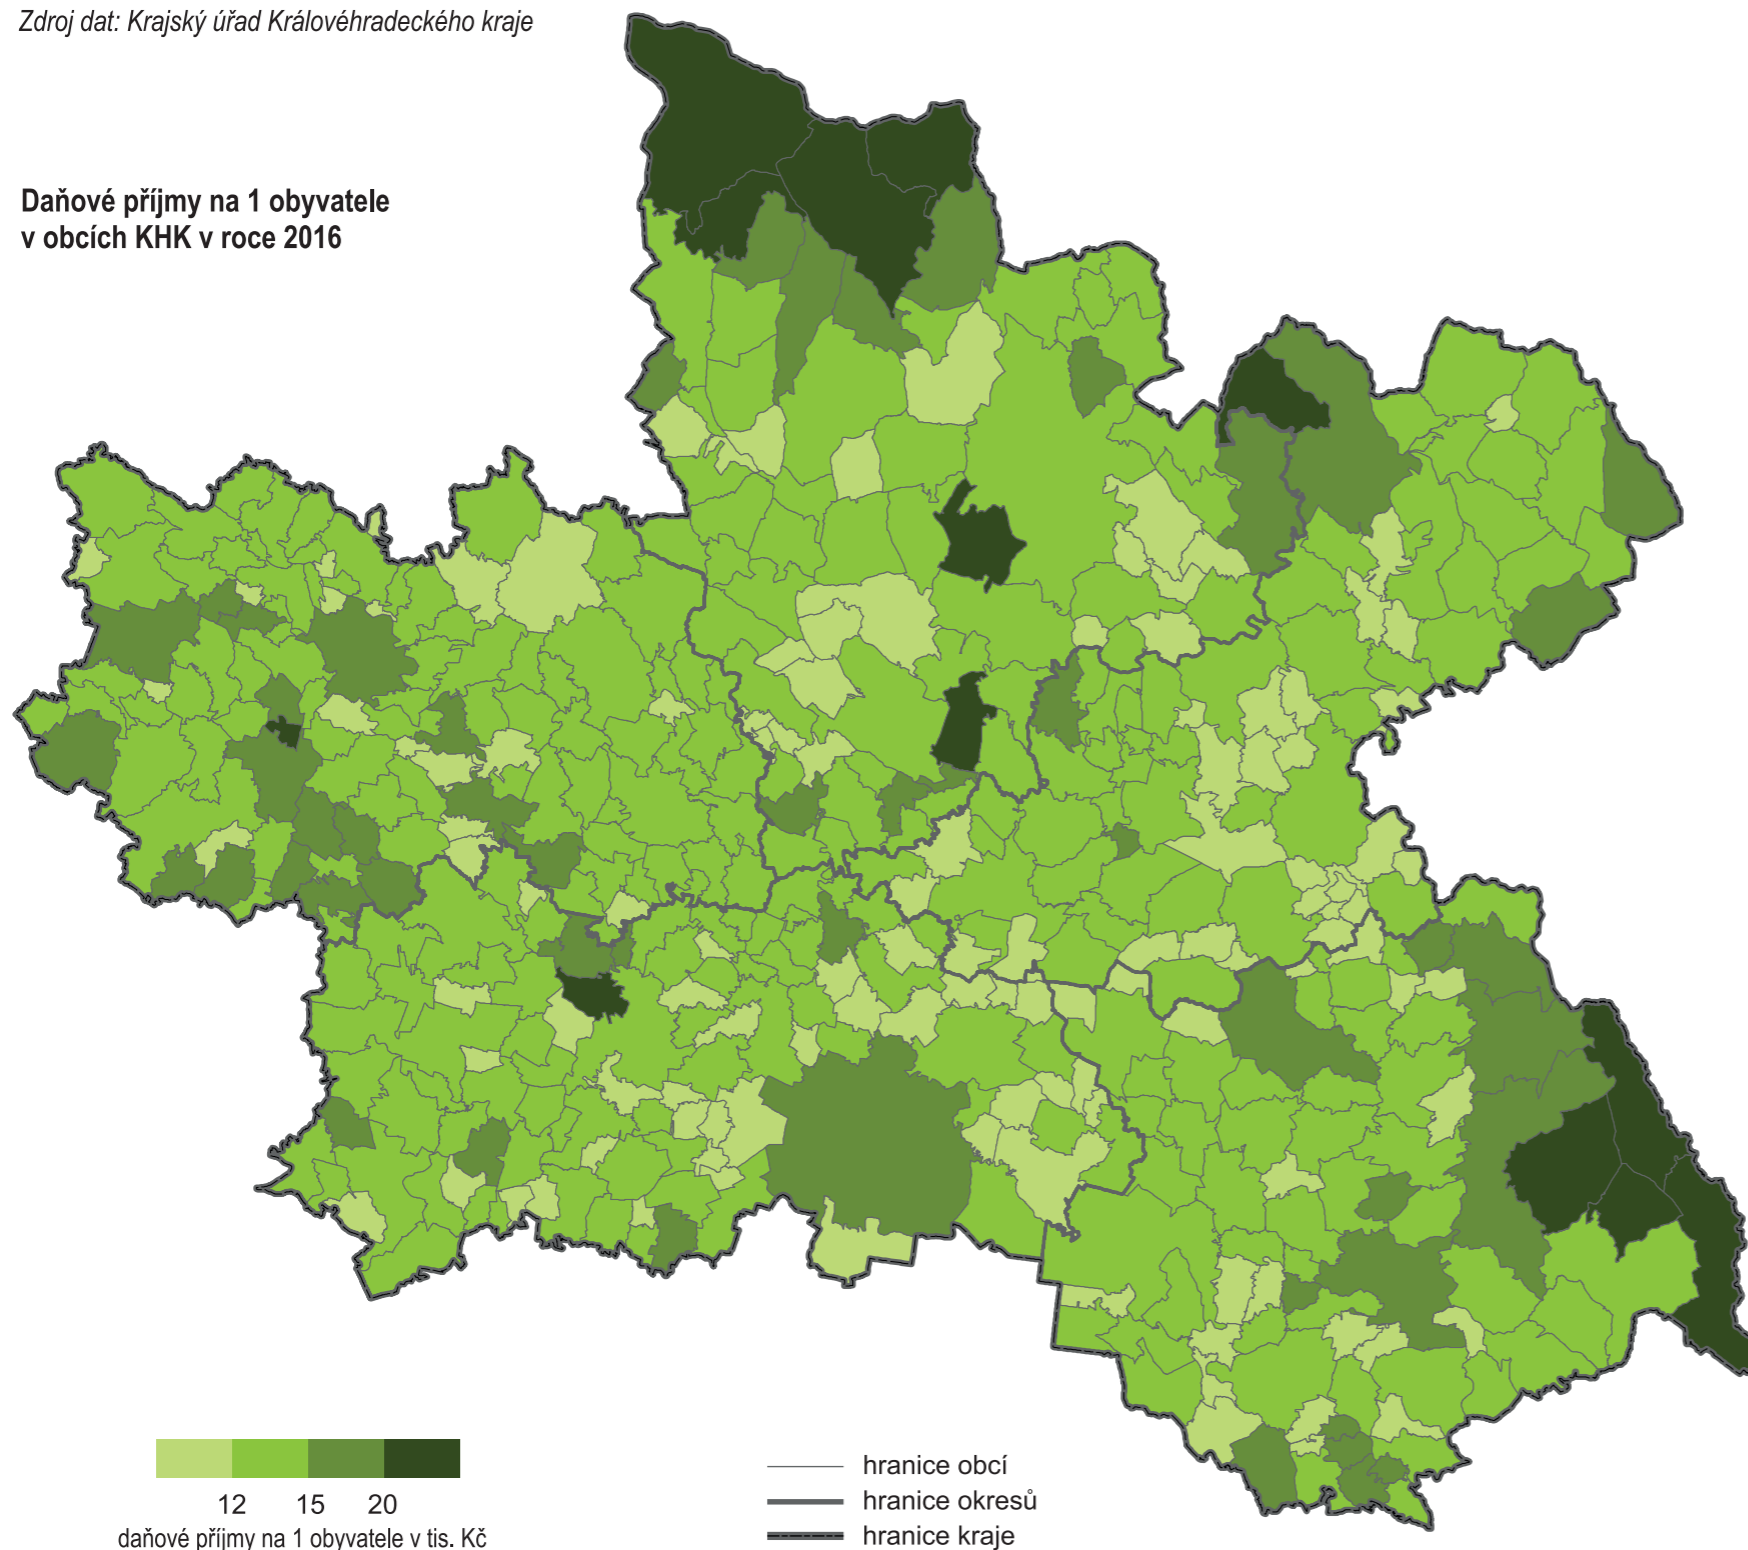 Zdroj dat: Krajský úřad Královéhradeckého kraje
Daňové příjmy na 1 obyvatele
v obcích KHK v roce 2016
12 15 20
daňové příjmy na 1 obyvatele v tis. Kč
hranice obcí
hranice okresů
hranice kraje